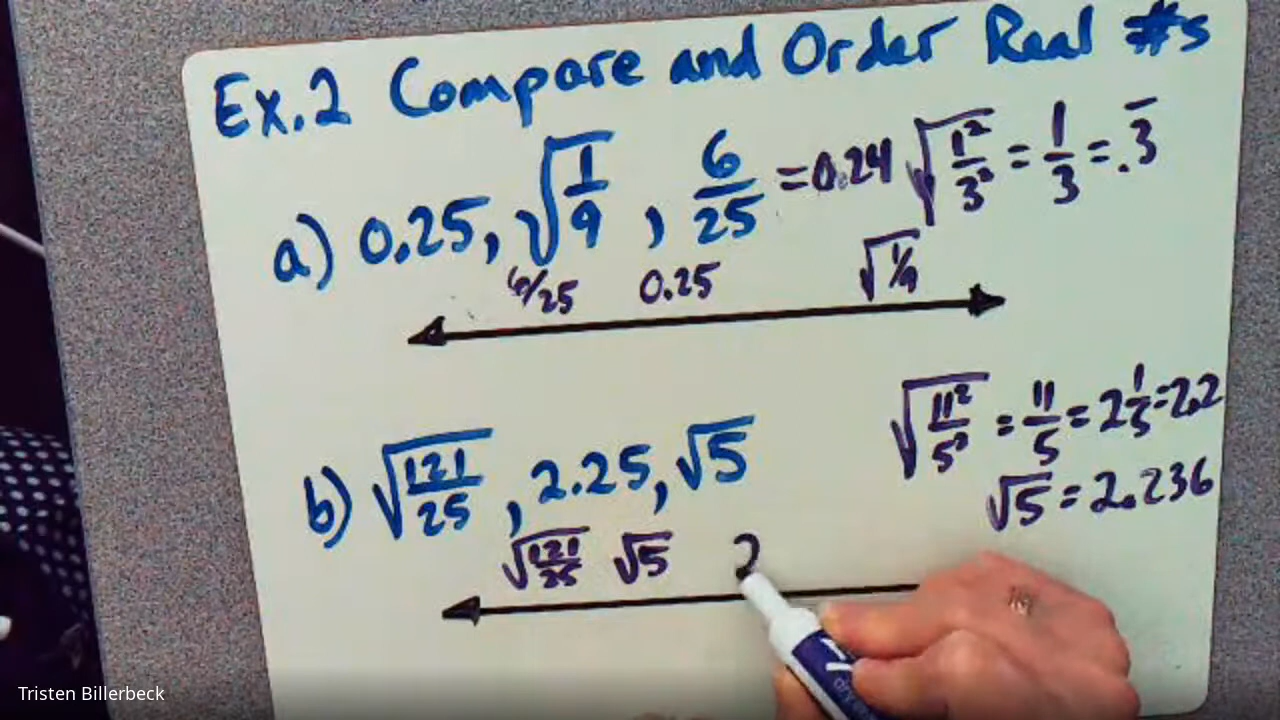 Ex.2 Compare and Order Real #s
a) 0.25, √(1/9), 6/25 = 0.24 √(1²/3²) = 1/3 = .3̅
6/25 0.25 √(1/9)
b) √(121/25), 2.25, √5 √(11²/5²) = 11/5 = 2 1/5 = 2.2
√5 = 2.236
√(121/25) √5 2
Tristen Billerbeck